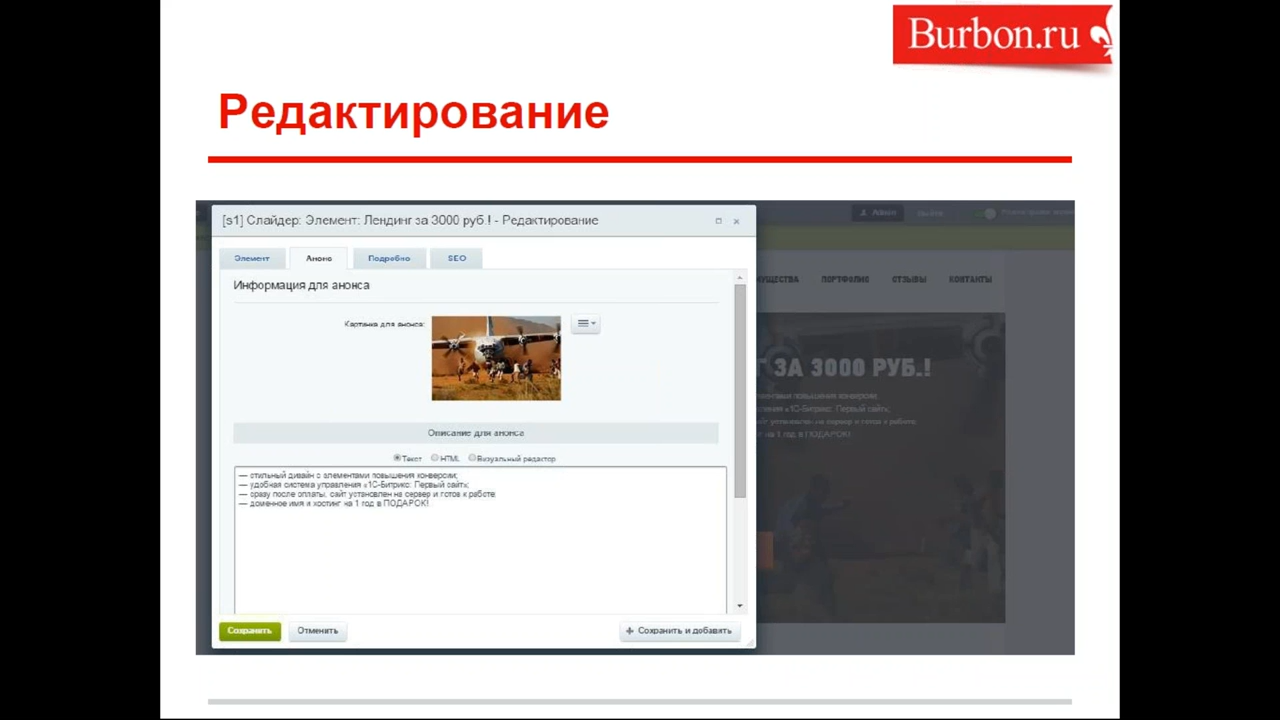 Burbon.ru
Редактирование
[s1] Слайдер: Элемент: Лендинг за 3000 руб.! - Редактирование
Admin
Элемент
Анонс
Подробно
SEO
Информация для анонса
ПОРТФОЛИО
ОТЗЫВЫ
КОНТАКТЫ
Картинка для анонса:
ЗА 3000 РУБ.!
Описание для анонса
Текст
HTML
Визуальный редактор
— стильный дизайн с элементами повышения конверсии;
— удобная система управления «1С-Битрикс: Первый сайт»;
— сразу после оплаты, сайт установлен на сервер и готов к работе
— доменное имя и хостинг на 1 год в ПОДАРОК!
Сохранить
Отменить
Сохранить и добавить